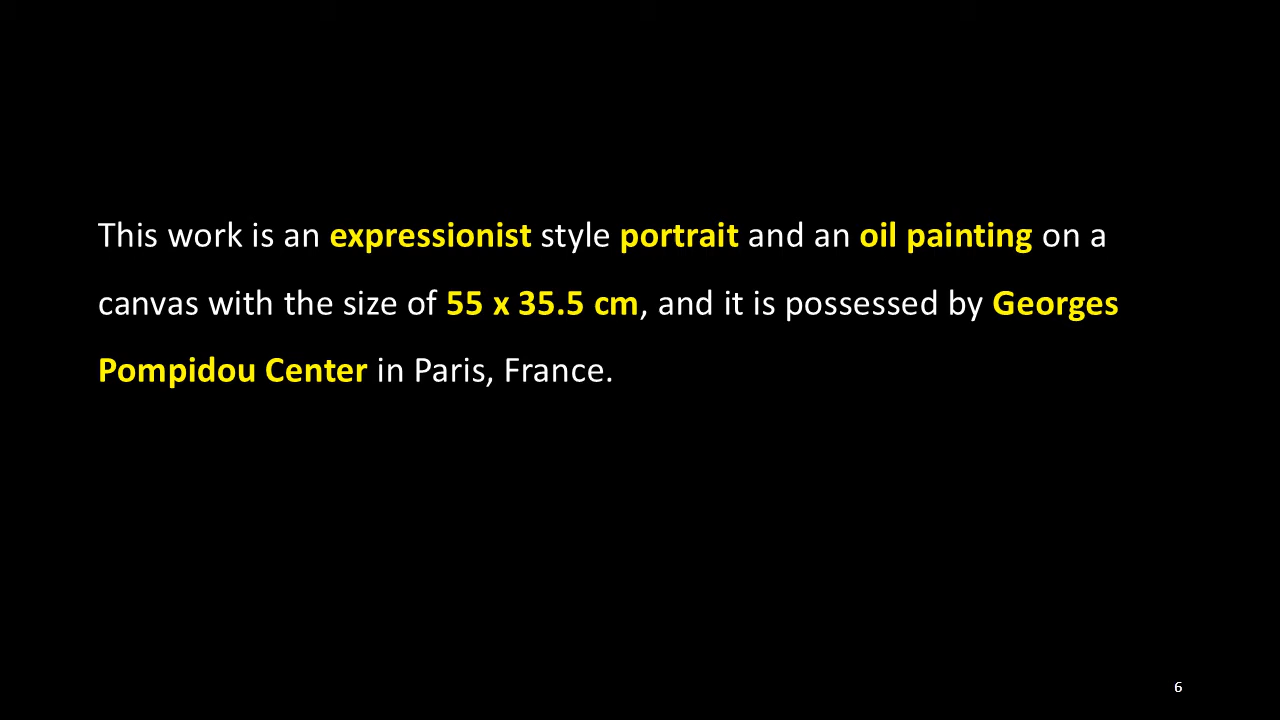 This work is an expressionist style portrait and an oil painting on a
canvas with the size of 55 x 35.5 cm, and it is possessed by Georges
Pompidou Center in Paris, France.
6